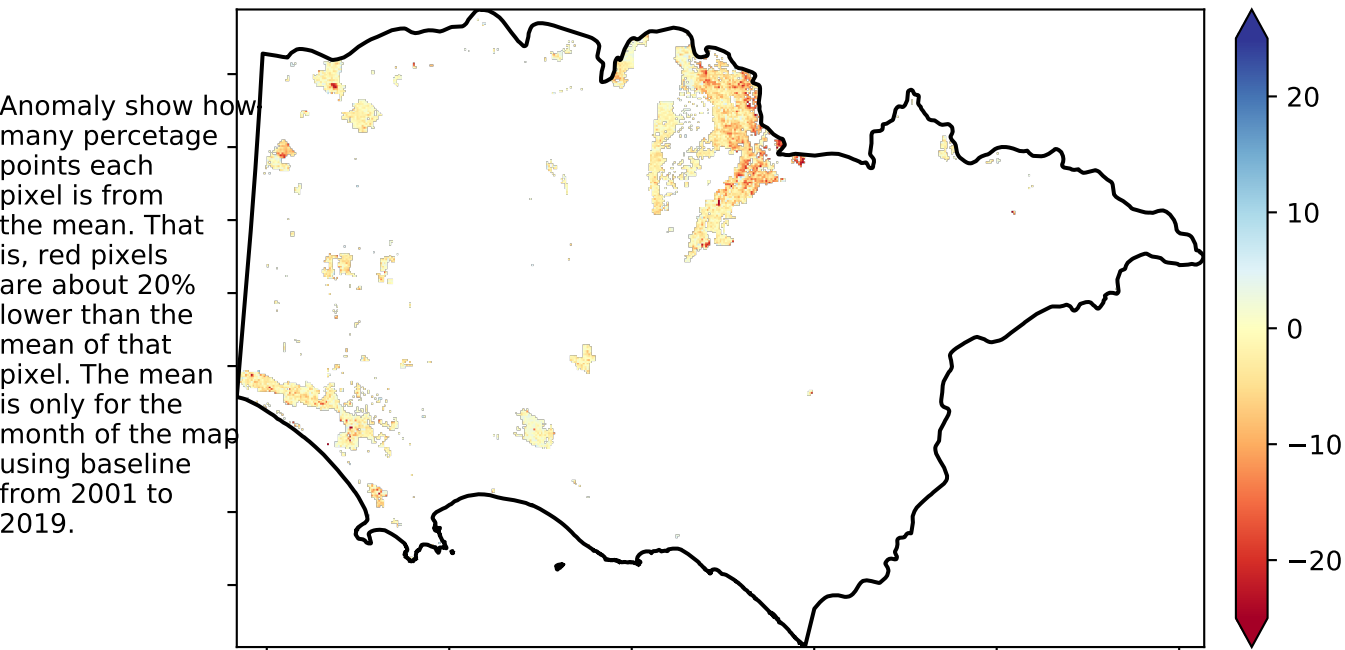 Anomaly show how
many percetage
points each
pixel is from
the mean. That
is, red pixels
are about 20%
lower than the
mean of that
pixel. The mean
is only for the
month of the map
using baseline
from 2001 to
2019.
20
10
0
−10
−20